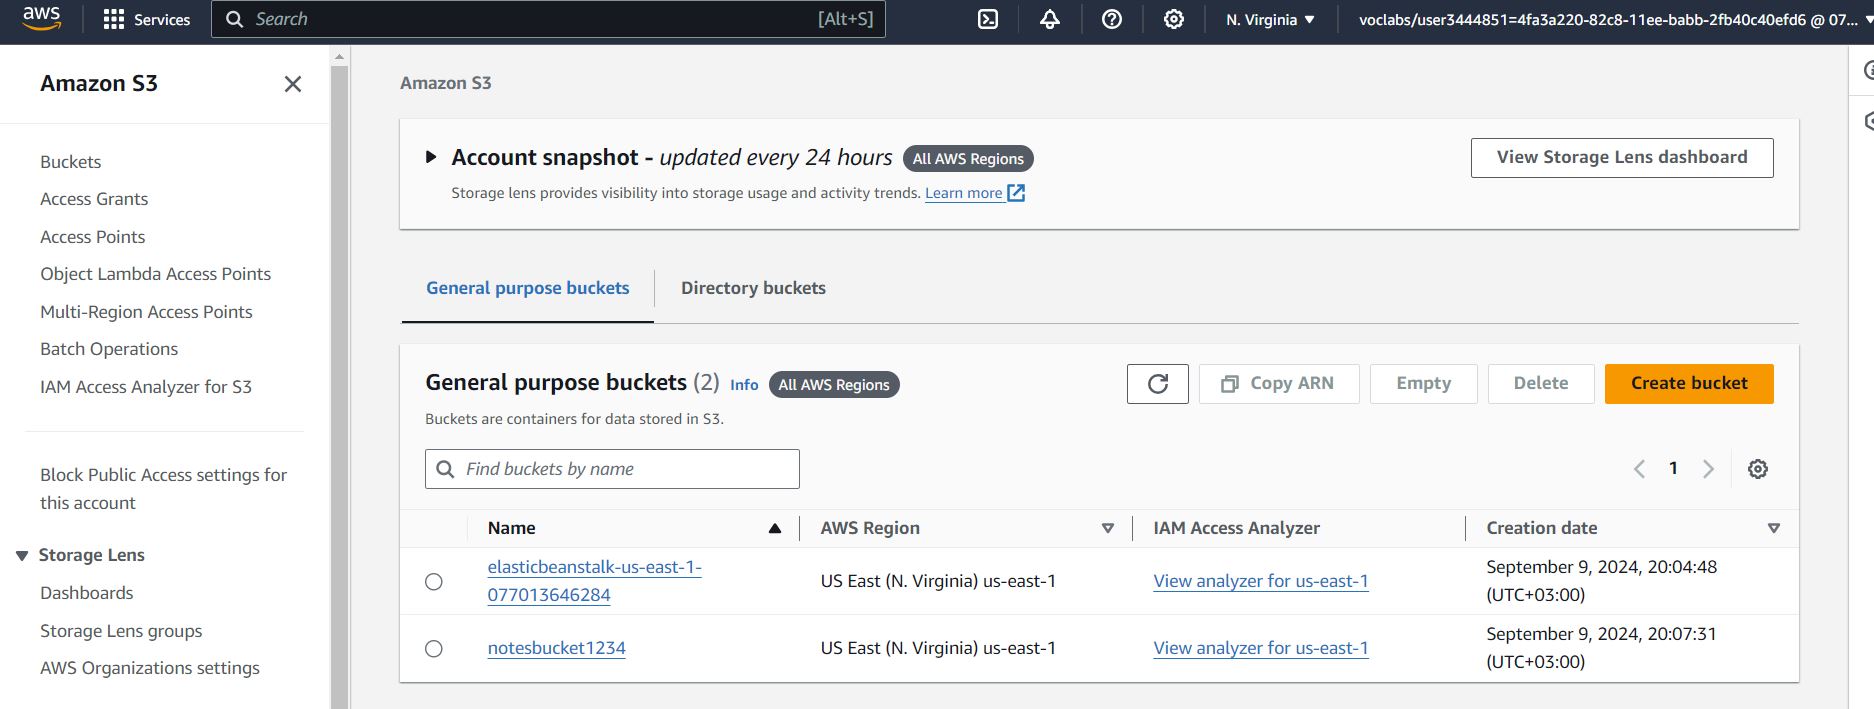 aws
Services
Search
[Alt+S]
N. Virginia
voclabs/user3444851=4fa3a220-82c8-11ee-babb-2fb40c40efd6 @ 07...
Amazon S3
Buckets
Access Grants
Access Points
Object Lambda Access Points
Multi-Region Access Points
Batch Operations
IAM Access Analyzer for S3
Block Public Access settings for
this account
Storage Lens
Dashboards
Storage Lens groups
AWS Organizations settings
Amazon S3
Account snapshot - updated every 24 hours All AWS Regions
Storage lens provides visibility into storage usage and activity trends. Learn more
View Storage Lens dashboard
General purpose buckets
Directory buckets
General purpose buckets (2) Info All AWS Regions
Buckets are containers for data stored in S3.
Copy ARN
Empty
Delete
Create bucket
Find buckets by name
1
Name
AWS Region
IAM Access Analyzer
Creation date
elasticbeanstalk-us-east-1-
077013646284
US East (N. Virginia) us-east-1
View analyzer for us-east-1
September 9, 2024, 20:04:48
(UTC+03:00)
notesbucket1234
US East (N. Virginia) us-east-1
View analyzer for us-east-1
September 9, 2024, 20:07:31
(UTC+03:00)